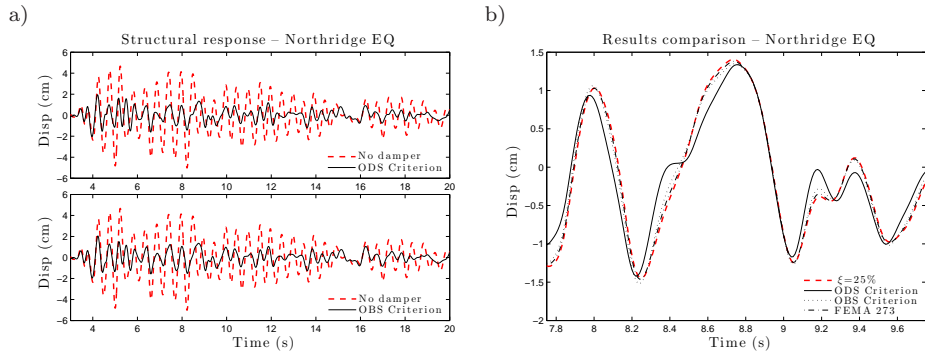 a)
Structural response – Northridge EQ
6
4
2
0
−2
−4
−6
Disp (cm)
No damper
ODS Criterion
4 6 8 10 12 14 16 18 20
6
4
2
0
−2
−4
−6
Disp (cm)
No damper
OBS Criterion
4 6 8 10 12 14 16 18 20
Time (s)
b)
Results comparison – Northridge EQ
1.5
1
0.5
0
−0.5
−1
−1.5
−2
Disp (cm)
ξ=25%
ODS Criterion
OBS Criterion
FEMA 273
7.8 8 8.2 8.4 8.6 8.8 9 9.2 9.4 9.6
Time (s)